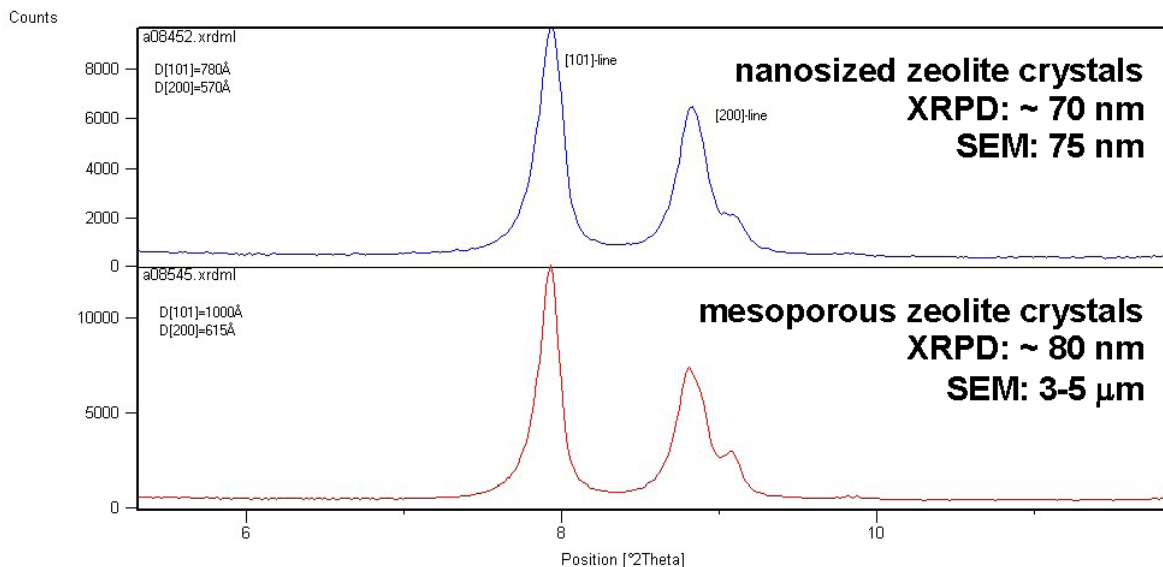 Counts
a08452.xrdml
D[101]=780Å
D[200]=570Å
[101]-line
[200]-line
nanosized zeolite crystals
XRPD: ~ 70 nm
SEM: 75 nm
8000
6000
4000
2000
0
a08545.xrdml
D[101]=1000Å
D[200]=615Å
mesoporous zeolite crystals
XRPD: ~ 80 nm
SEM: 3-5 μm
10000
5000
0
6
8
10
Position [°2Theta]